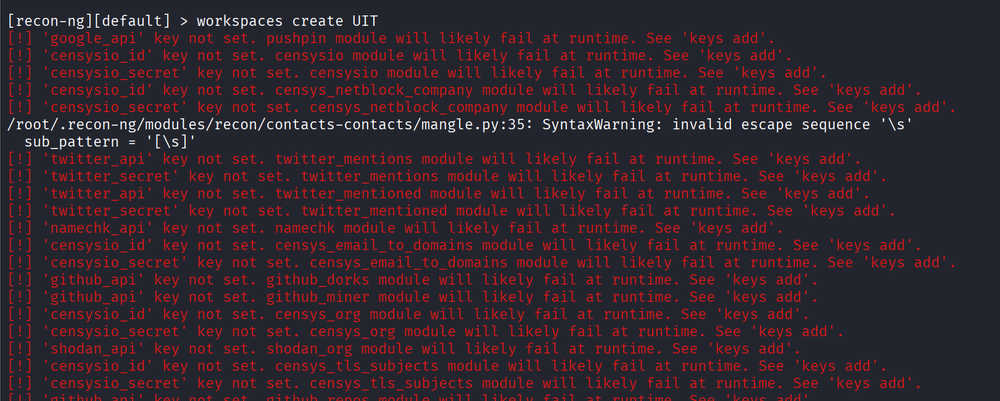 [recon-ng][default] > workspaces create UIT
[!] 'google_api' key not set. pushpin module will likely fail at runtime. See 'keys add'.
[!] 'censysio_id' key not set. censysio module will likely fail at runtime. See 'keys add'.
[!] 'censysio_secret' key not set. censysio module will likely fail at runtime. See 'keys add'.
[!] 'censysio_id' key not set. censys_netblock_company module will likely fail at runtime. See 'keys add'.
[!] 'censysio_secret' key not set. censys_netblock_company module will likely fail at runtime. See 'keys add'.
/root/.recon-ng/modules/recon/contacts-contacts/mangle.py:35: SyntaxWarning: invalid escape sequence '\s'
  sub_pattern = '[\s]'
[!] 'twitter_api' key not set. twitter_mentions module will likely fail at runtime. See 'keys add'.
[!] 'twitter_secret' key not set. twitter_mentions module will likely fail at runtime. See 'keys add'.
[!] 'twitter_api' key not set. twitter_mentioned module will likely fail at runtime. See 'keys add'.
[!] 'twitter_secret' key not set. twitter_mentioned module will likely fail at runtime. See 'keys add'.
[!] 'namechk_api' key not set. namechk module will likely fail at runtime. See 'keys add'.
[!] 'censysio_id' key not set. censys_email_to_domains module will likely fail at runtime. See 'keys add'.
[!] 'censysio_secret' key not set. censys_email_to_domains module will likely fail at runtime. See 'keys add'.
[!] 'github_api' key not set. github_dorks module will likely fail at runtime. See 'keys add'.
[!] 'github_api' key not set. github_miner module will likely fail at runtime. See 'keys add'.
[!] 'censysio_id' key not set. censys_org module will likely fail at runtime. See 'keys add'.
[!] 'censysio_secret' key not set. censys_org module will likely fail at runtime. See 'keys add'.
[!] 'shodan_api' key not set. shodan_org module will likely fail at runtime. See 'keys add'.
[!] 'censysio_id' key not set. censys_tls_subjects module will likely fail at runtime. See 'keys add'.
[!] 'censysio_secret' key not set. censys_tls_subjects module will likely fail at runtime. See 'keys add'.
[!] 'github_api' key not set. github_repos module will likely fail at runtime. See 'keys add'.